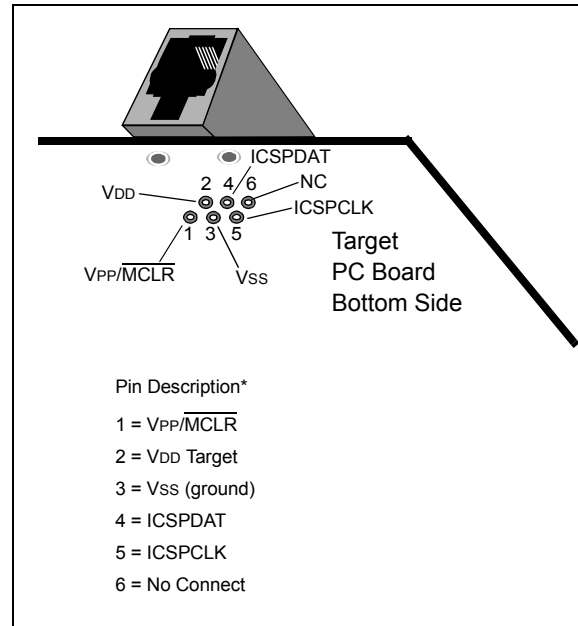 ICSPDAT
2 4 6 NC
VDD
ICSPCLK
1 3 5
VPP/MCLR
VSS
Target
PC Board
Bottom Side
Pin Description*
1 = VPP/MCLR
2 = VDD Target
3 = VSS (ground)
4 = ICSPDAT
5 = ICSPCLK
6 = No Connect